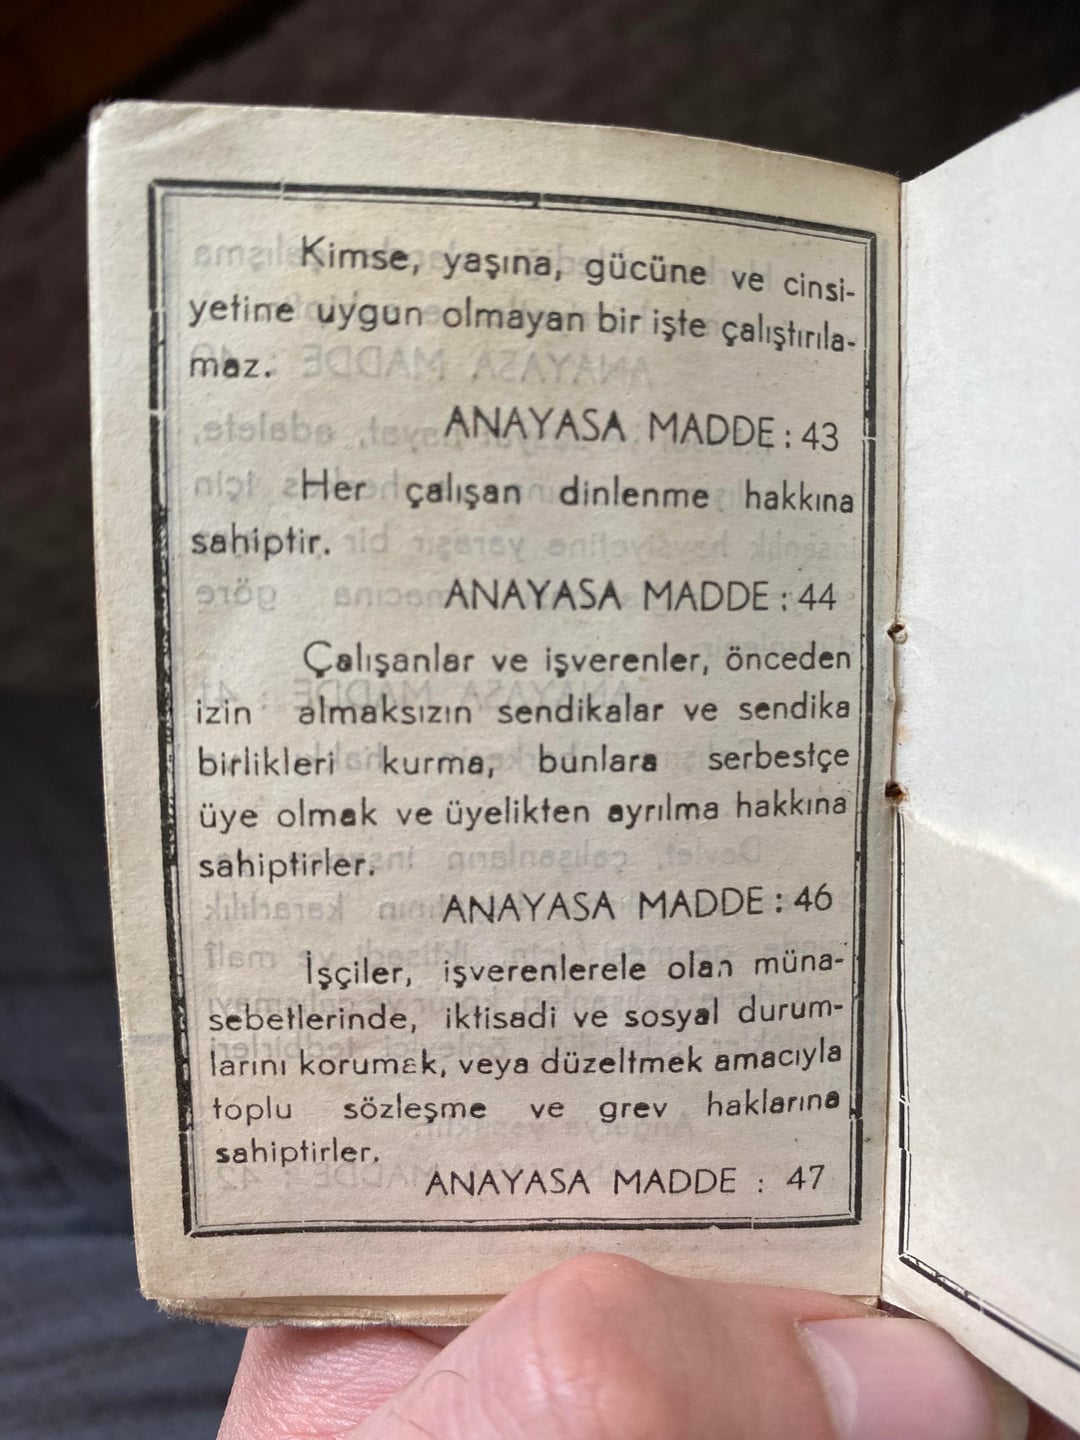 Kimse, yaşına, gücüne ve cinsi-
yetine uygun olmayan bir işte çalıştırıla-
maz.
ANAYASA MADDE : 43
Her çalışan dinlenme hakkına
sahiptir.
ANAYASA MADDE : 44
Çalışanlar ve işverenler, önceden
izin almaksızın sendikalar ve sendika
birlikleri kurma, bunlara serbestçe
üye olmak ve üyelikten ayrılma hakkına
sahiptirler.
ANAYASA MADDE : 46
İşçiler, işverenlerele olan müna-
sebetlerinde, iktisadi ve sosyal durum-
larını korumak, veya düzeltmek amacıyla
toplu sözleşme ve grev haklarına
sahiptirler.
ANAYASA MADDE : 47